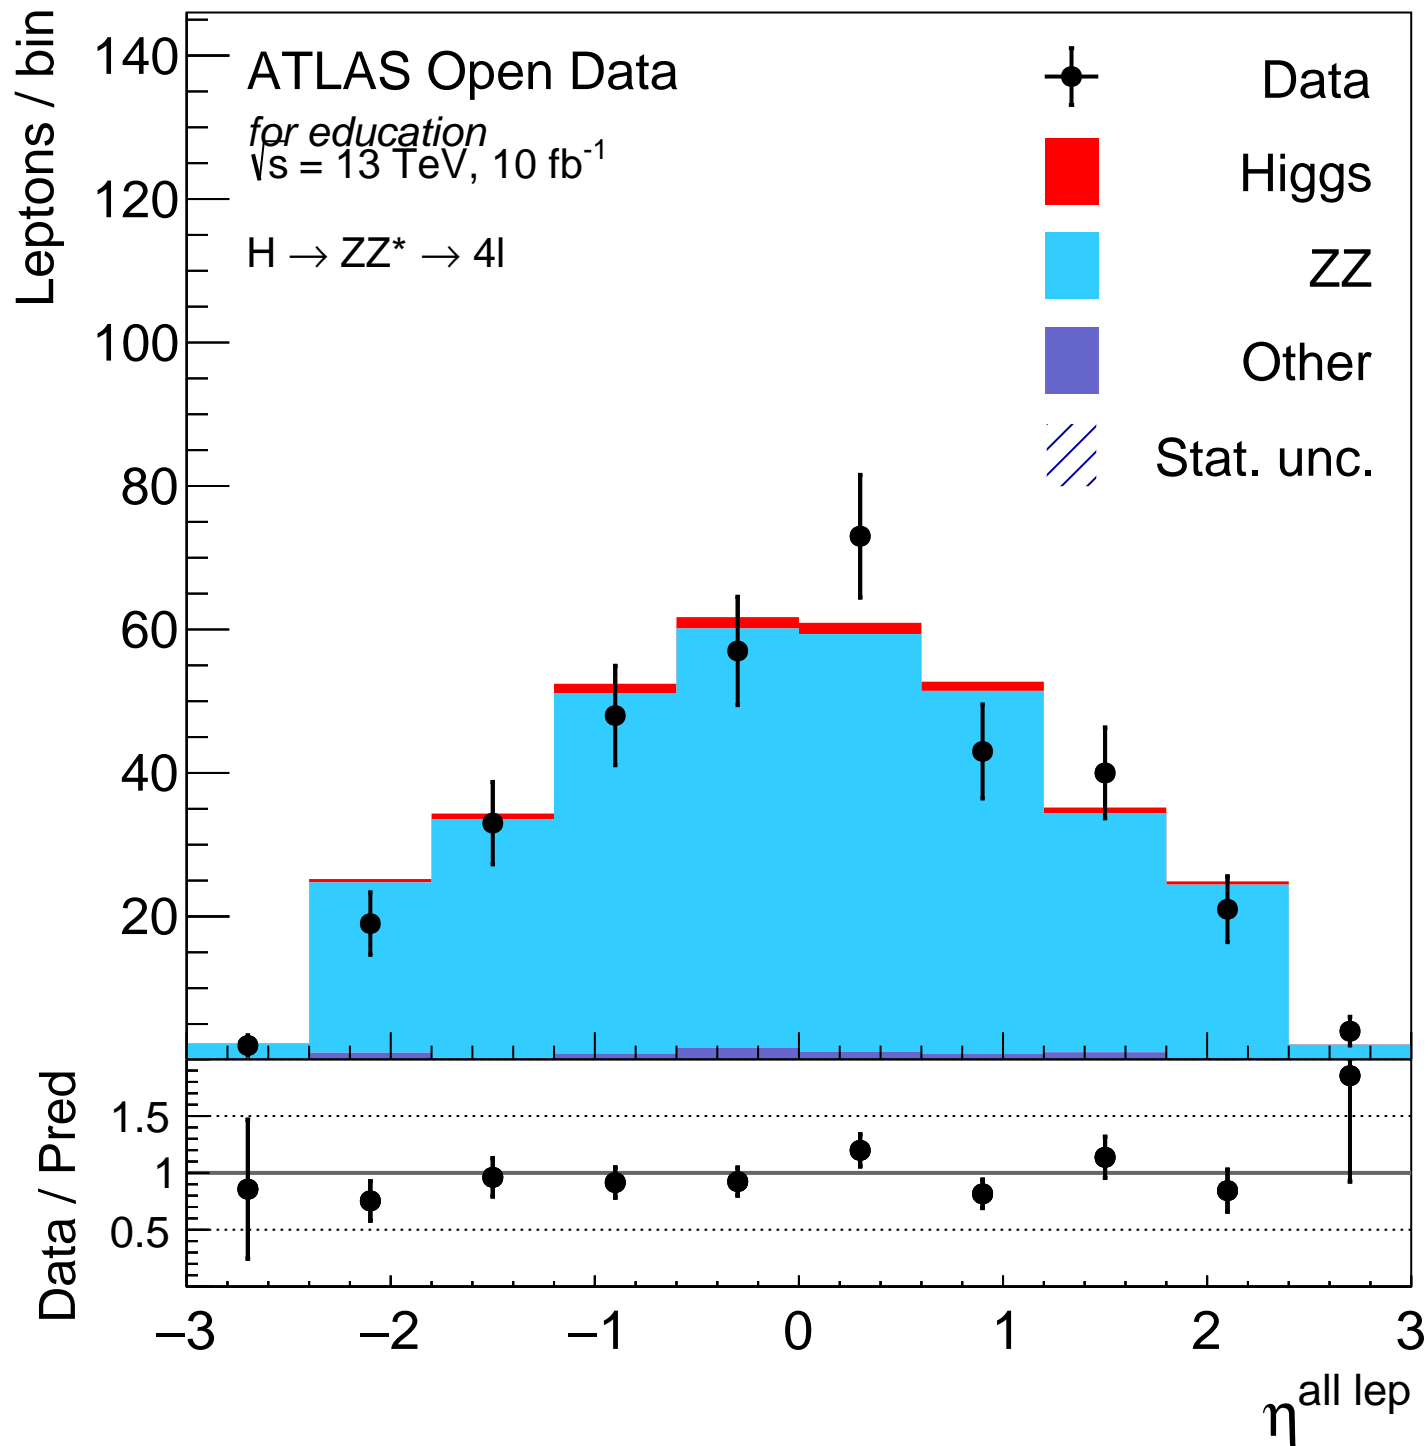 Leptons / bin
140
120
100
80
60
40
20
ATLAS Open Data
for education
√s = 13 TeV, 10 fb⁻¹
H → ZZ* → 4l
Data
Higgs
ZZ
Other
Stat. unc.
Data / Pred
1.5
1
0.5
–3 –2 –1 0 1 2 3
η^all lep